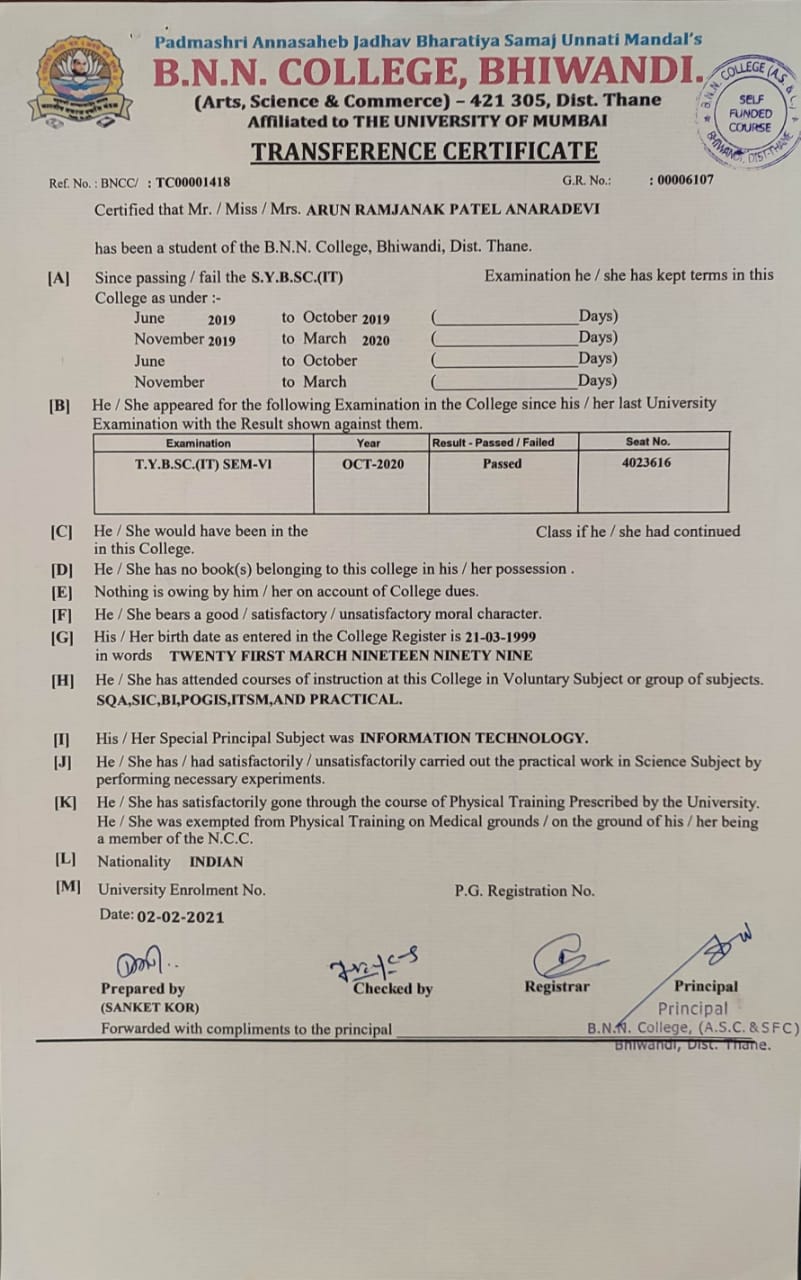 Padmashri Annasaheb Jadhav Bharatiya Samaj Unnati Mandal's
B.N.N. COLLEGE, BHIWANDI.
(Arts, Science & Commerce) – 421 305, Dist. Thane
Affiliated to THE UNIVERSITY OF MUMBAI
B.N.N. COLLEGE (A.S.
SELF
FUNDED
COURSE
BHIWANDI, DIST-THANE
TRANSFERENCE CERTIFICATE
Ref. No. : BNCC/ : TC00001418 G.R. No.: : 00006107
Certified that Mr. / Miss / Mrs. ARUN RAMJANAK PATEL ANARADEVI
has been a student of the B.N.N. College, Bhiwandi, Dist. Thane.
[A] Since passing / fail the S.Y.B.SC.(IT) Examination he / she has kept terms in this
College as under :-
June 2019 to October 2019 (____________Days)
November 2019 to March 2020 (____________Days)
June to October (____________Days)
November to March (____________Days)
[B] He / She appeared for the following Examination in the College since his / her last University
Examination with the Result shown against them.
Examination Year Result - Passed / Failed Seat No.
T.Y.B.SC.(IT) SEM-VI OCT-2020 Passed 4023616
[C] He / She would have been in the Class if he / she had continued
in this College.
[D] He / She has no book(s) belonging to this college in his / her possession .
[E] Nothing is owing by him / her on account of College dues.
[F] He / She bears a good / satisfactory / unsatisfactory moral character.
[G] His / Her birth date as entered in the College Register is 21-03-1999
in words TWENTY FIRST MARCH NINETEEN NINETY NINE
[H] He / She has attended courses of instruction at this College in Voluntary Subject or group of subjects.
SQA,SIC,BI,POGIS,ITSM,AND PRACTICAL.
[I] His / Her Special Principal Subject was INFORMATION TECHNOLOGY.
[J] He / She has / had satisfactorily / unsatisfactorily carried out the practical work in Science Subject by
performing necessary experiments.
[K] He / She has satisfactorily gone through the course of Physical Training Prescribed by the University.
He / She was exempted from Physical Training on Medical grounds / on the ground of his / her being
a member of the N.C.C.
[L] Nationality INDIAN
[M] University Enrolment No. P.G. Registration No.
Date: 02-02-2021
Prepared by Checked by Registrar Principal
(SANKET KOR) Principal
Forwarded with compliments to the principal ____________ B.N.N. College, (A.S.C. & SFC)
Bhiwandi, Dist. Thane.